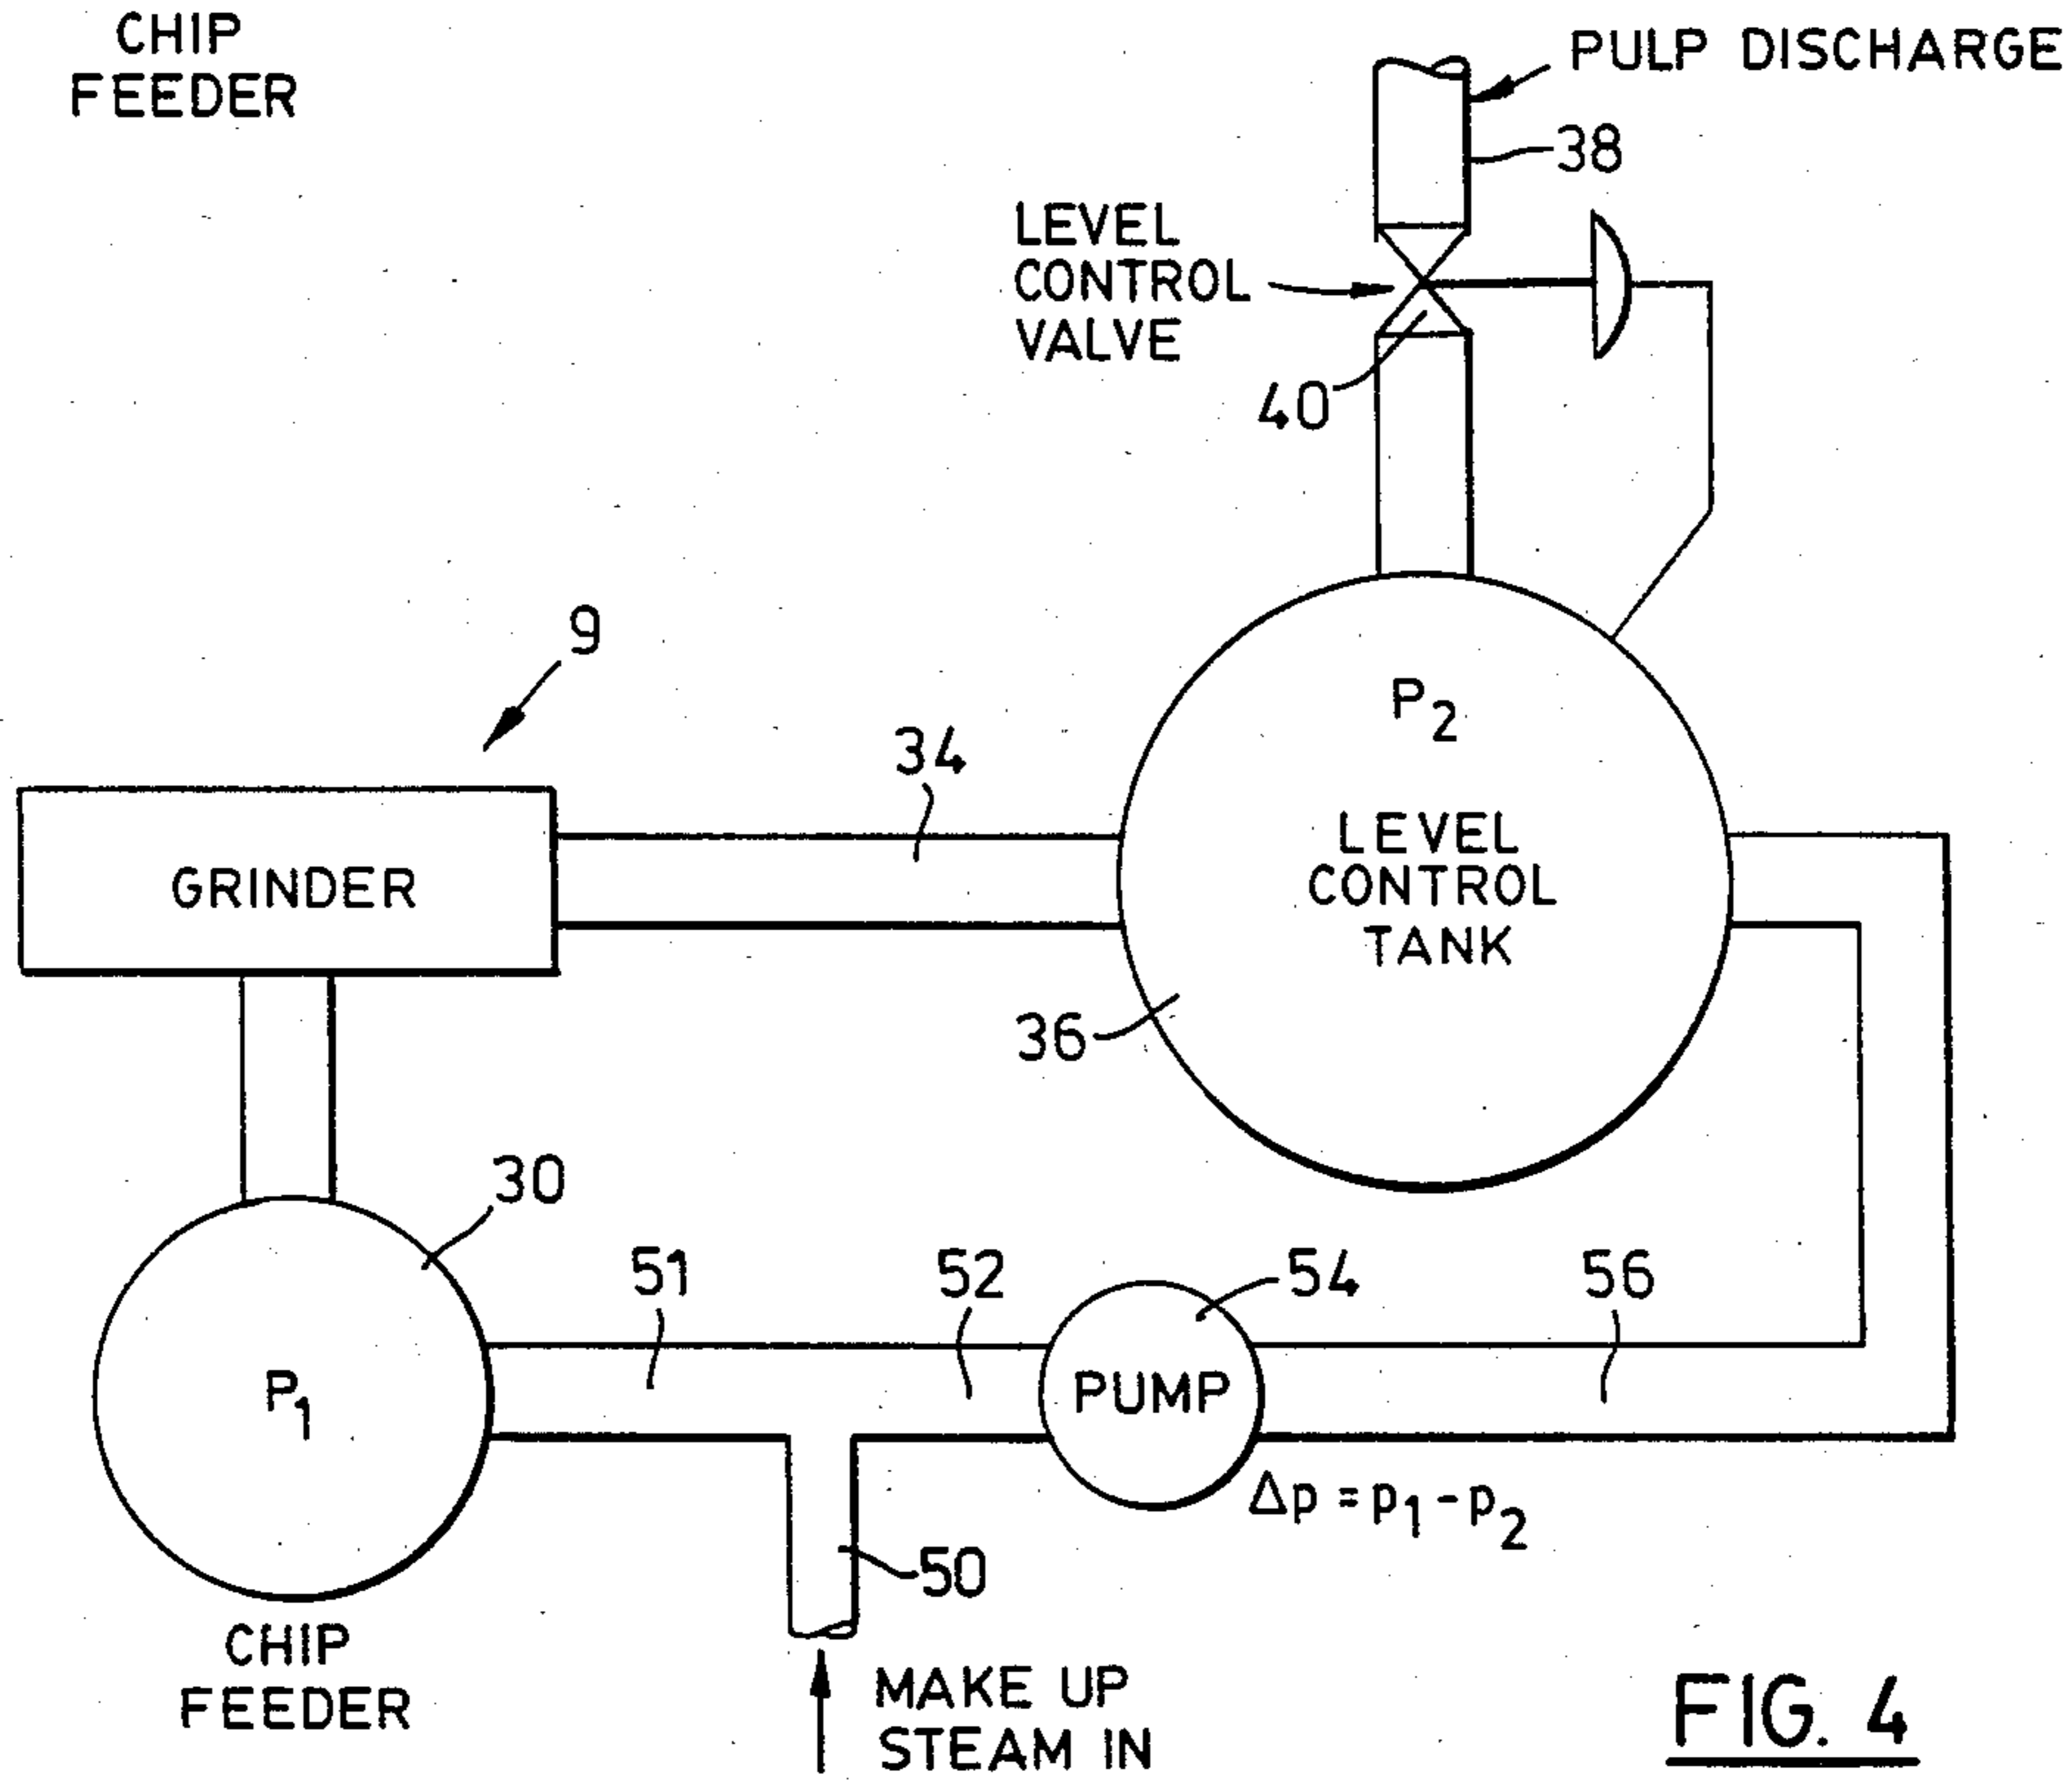 CHIP
FEEDER
PULP DISCHARGE
38
LEVEL
CONTROL
VALVE
40
9
P2
34
LEVEL
CONTROL
TANK
GRINDER
36
30
51
52
54
56
P1
PUMP
Δp = p1 - p2
50
CHIP
FEEDER
MAKE UP
STEAM IN
FIG. 4